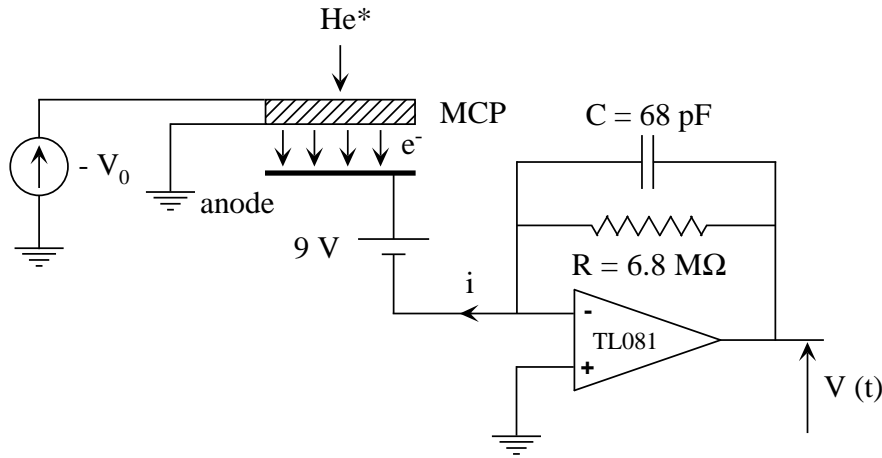 He*
MCP
C = 68 pF
e-
- V0
anode
9 V
R = 6.8 MΩ
i
-
TL081
+
V (t)